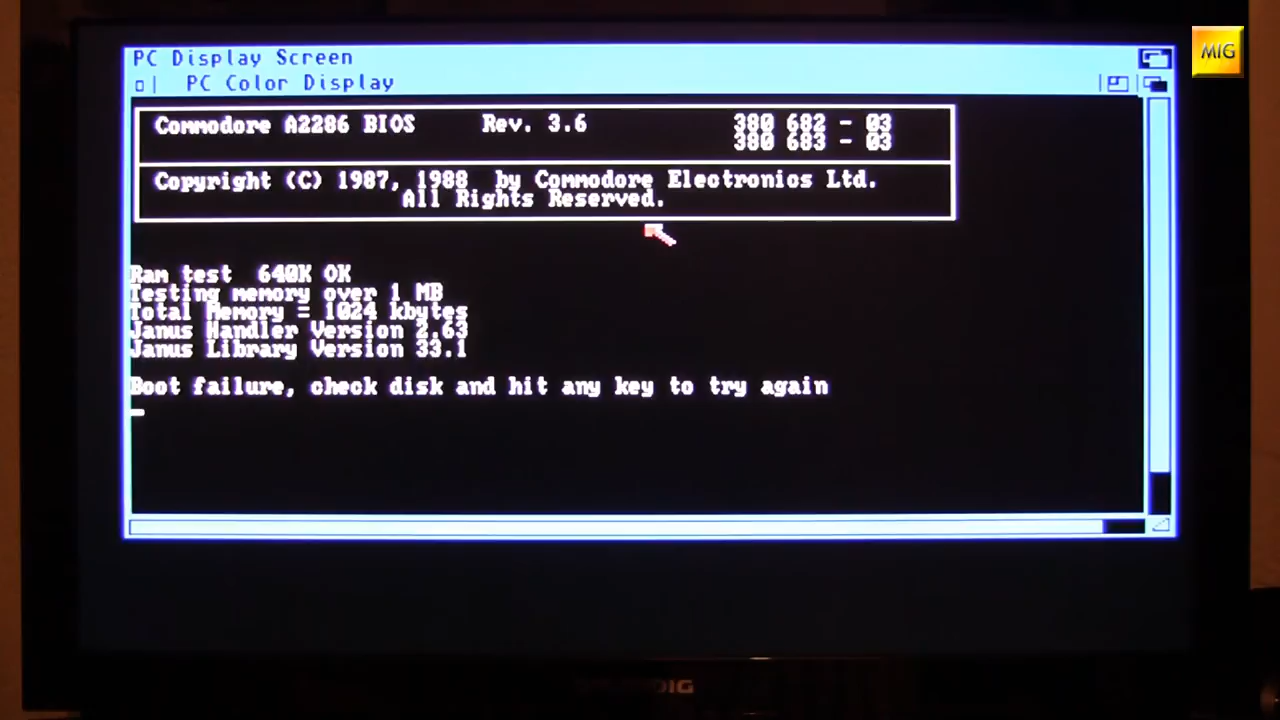 PC Display Screen
MIG
PC Color Display
Commodore A2286 BIOS Rev. 3.6 380 682 - 03
380 683 - 03
Copyright (C) 1987, 1988 by Commodore Electronics Ltd.
All Rights Reserved.
Ram test 640K OK
Testing memory over 1 MB
Total Memory = 1024 kbytes
Janus Handler Version 2.63
Janus Library Version 33.1
Boot failure, check disk and hit any key to try again